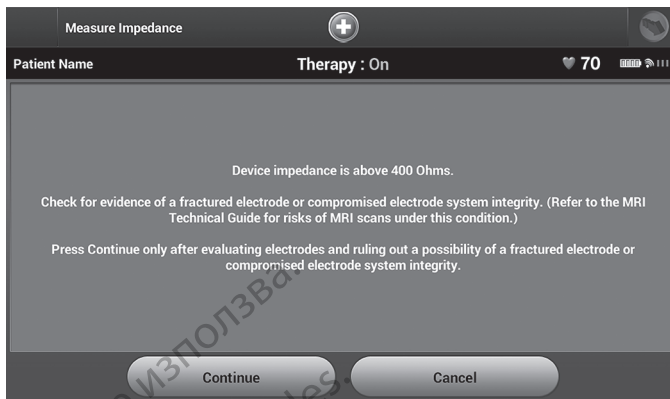 Measure Impedance
Patient Name
Therapy : On
70
Device impedance is above 400 Ohms.
Check for evidence of a fractured electrode or compromised electrode system integrity. (Refer to the MRI
Technical Guide for risks of MRI scans under this condition.)
Press Continue only after evaluating electrodes and ruling out a possibility of a fractured electrode or
compromised electrode system integrity.
Continue
Cancel
използва.